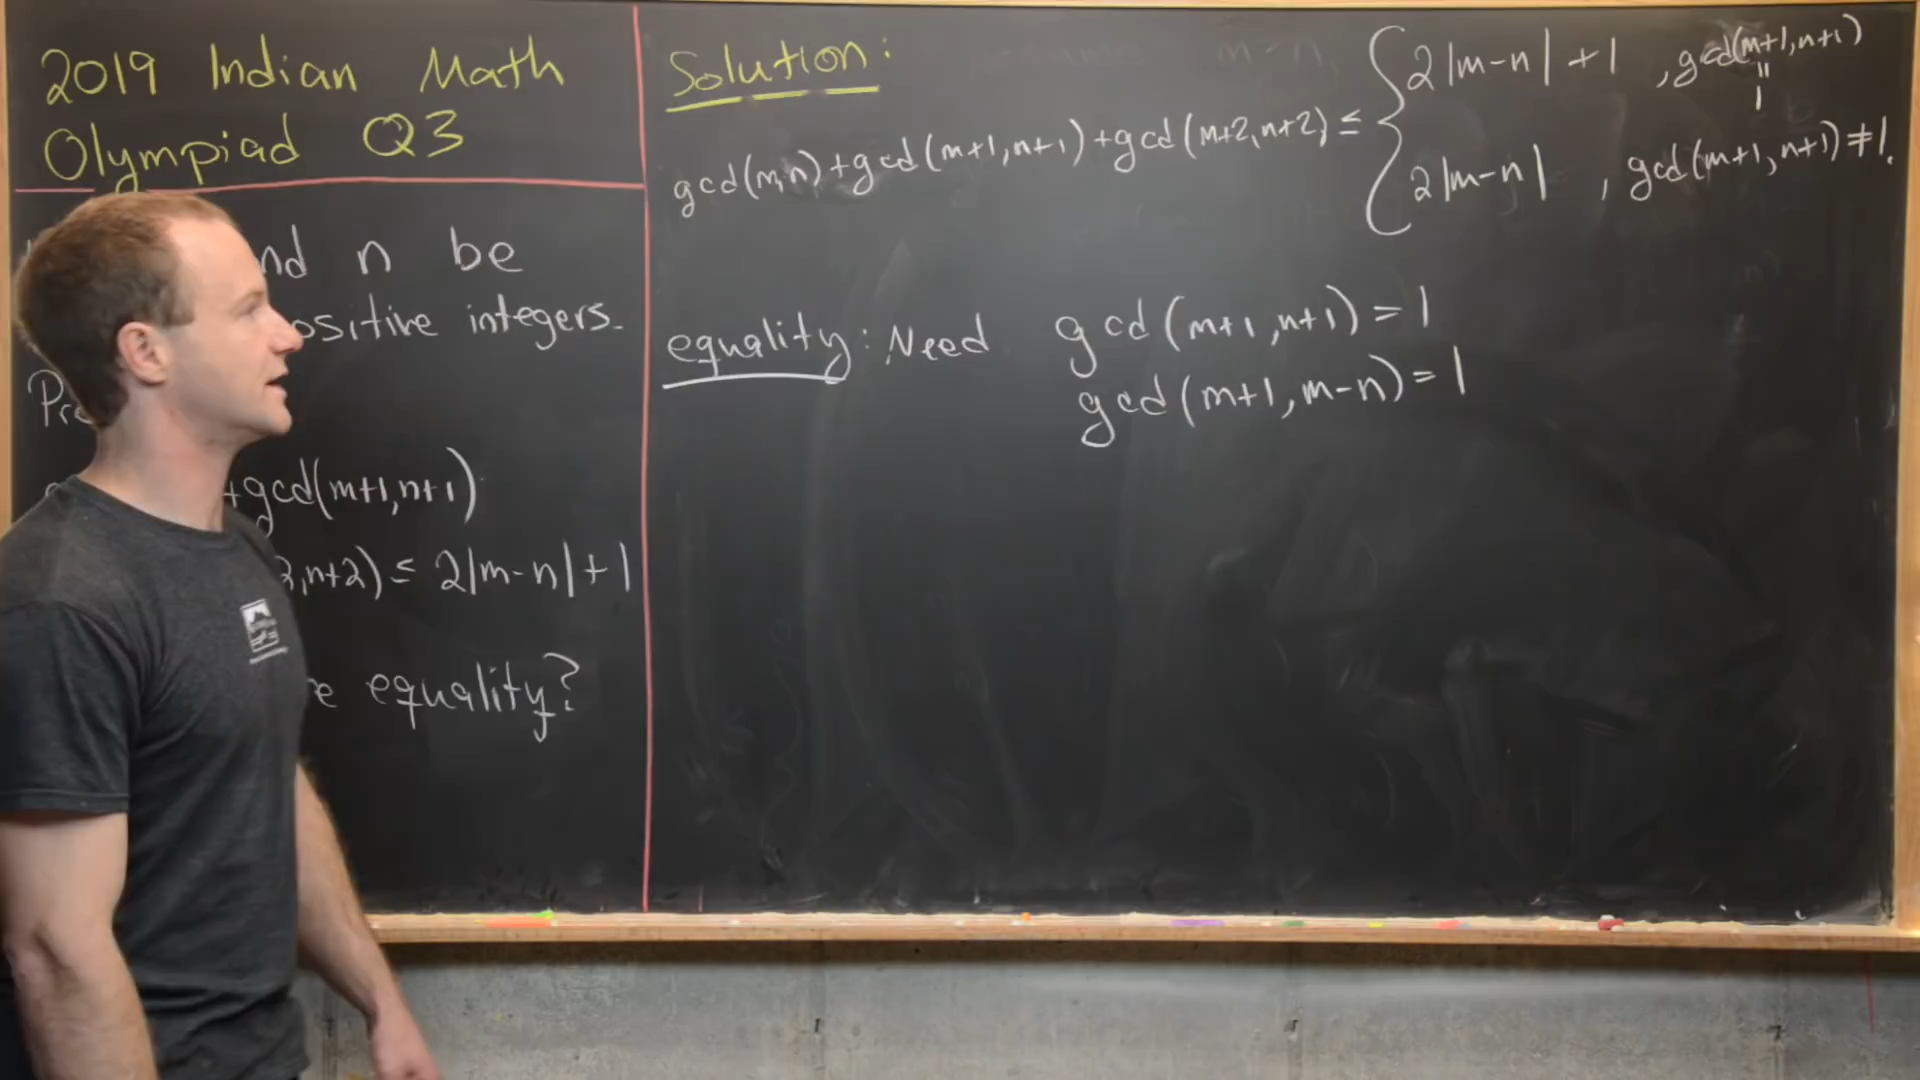 2019 Indian Math
Olympiad Q3
nd n be
ositive integers.
Pr
+gcd(m+1,n+1)
2,n+2) ≤ 2|m-n|+1
e equality?
Solution:
gcd(m,n)+gcd(m+1,n+1)+gcd(m+2,n+2) ≤ { 2|m-n|+1 , gcd(m+1,n+1)
||
1
2|m-n| , gcd(m+1,n+1)≠1.
equality: Need gcd(m+1,n+1)=1
gcd(m+1,m-n)=1